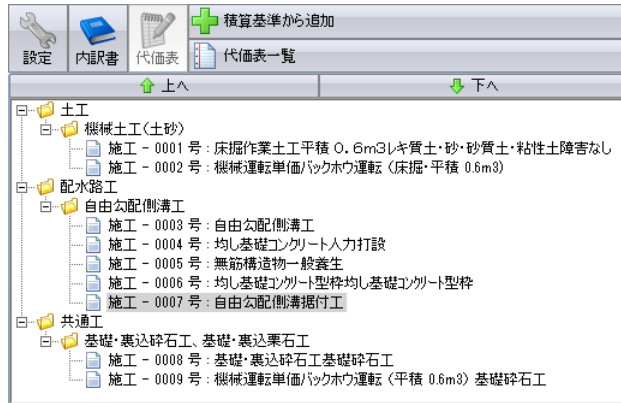 積算基準から追加
設定 内訳書 代価表 代価表一覧
上へ 下へ
土工
機械土工(土砂)
施工 - 0001 号 : 床掘作業土工平積 0.6m3レキ質土・砂・砂質土・粘性土障害なし
施工 - 0002 号 : 機械運転単価バックホウ運転 (床掘・平積 0.6m3)
配水路工
自由勾配側溝工
施工 - 0003 号 : 自由勾配側溝工
施工 - 0004 号 : 均し基礎コンクリート人力打設
施工 - 0005 号 : 無筋構造物一般養生
施工 - 0006 号 : 均し基礎コンクリート型枠均し基礎コンクリート型枠
施工 - 0007 号 : 自由勾配側溝据付工
共通工
基礎・裏込砕石工、基礎・裏込栗石工
施工 - 0008 号 : 基礎・裏込砕石工基礎砕石工
施工 - 0009 号 : 機械運転単価バックホウ運転 (平積 0.6m3) 基礎砕石工